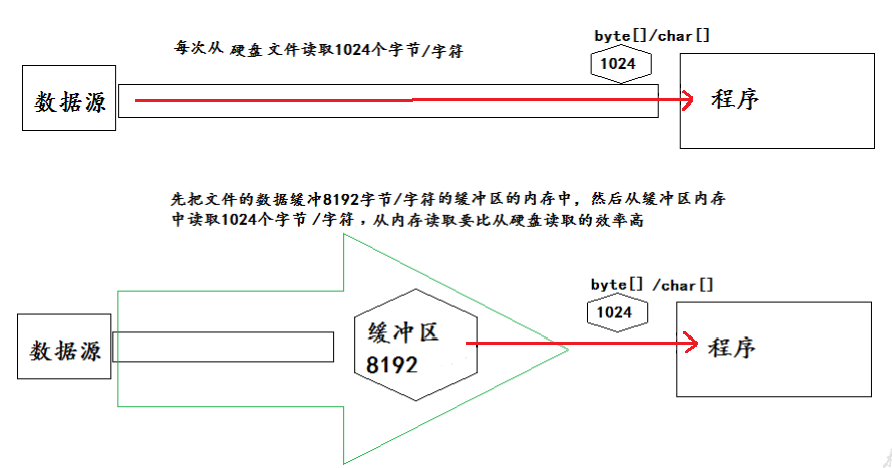 每次从 硬盘 文件读取1024个字节/字符
byte[]/char[]
1024
数据源
程序
先把文件的数据缓冲8192字节/字符的缓冲区的内存中，然后从缓冲区内存
中读取1024个字节 /字符 ，从内存读取要比从硬盘读取的效率高
byte[] /char[]
1024
数据源
缓冲区
8192
程序